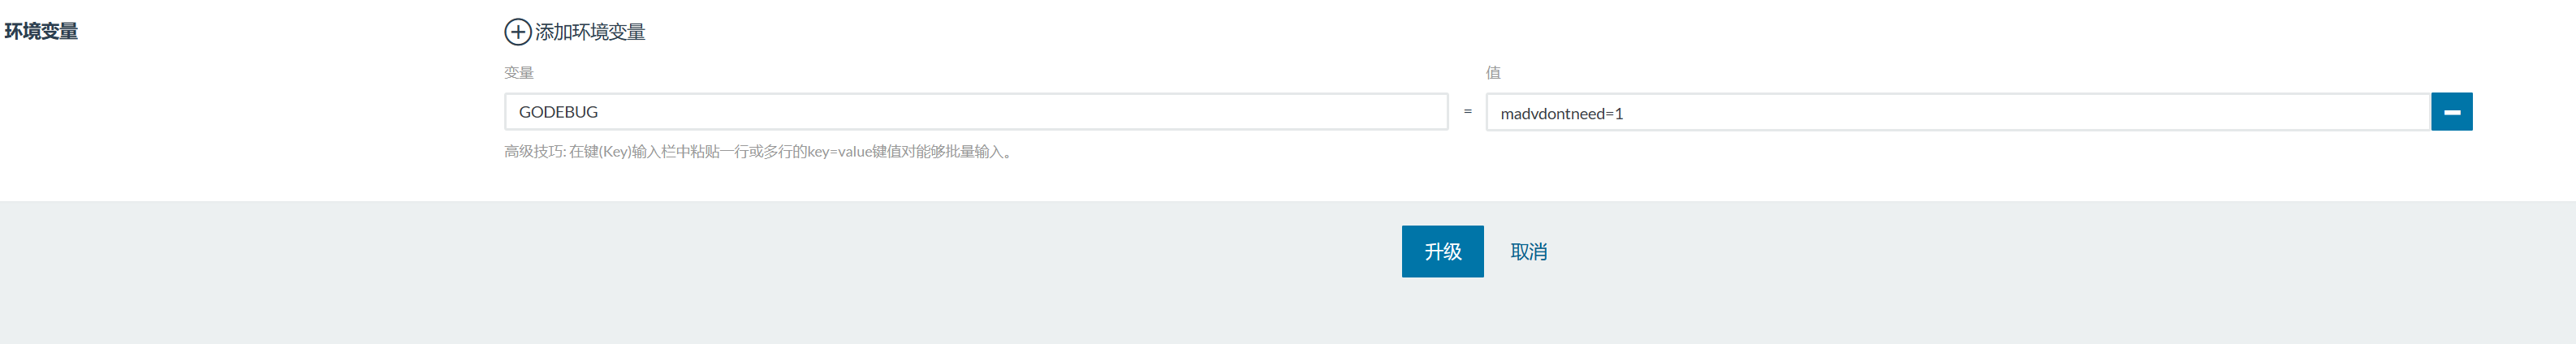 环境变量
添加环境变量
变量
值
GODEBUG
=
madvdontneed=1
高级技巧: 在键(Key)输入栏中粘贴一行或多行的key=value键值对能够批量输入。
升级
取消